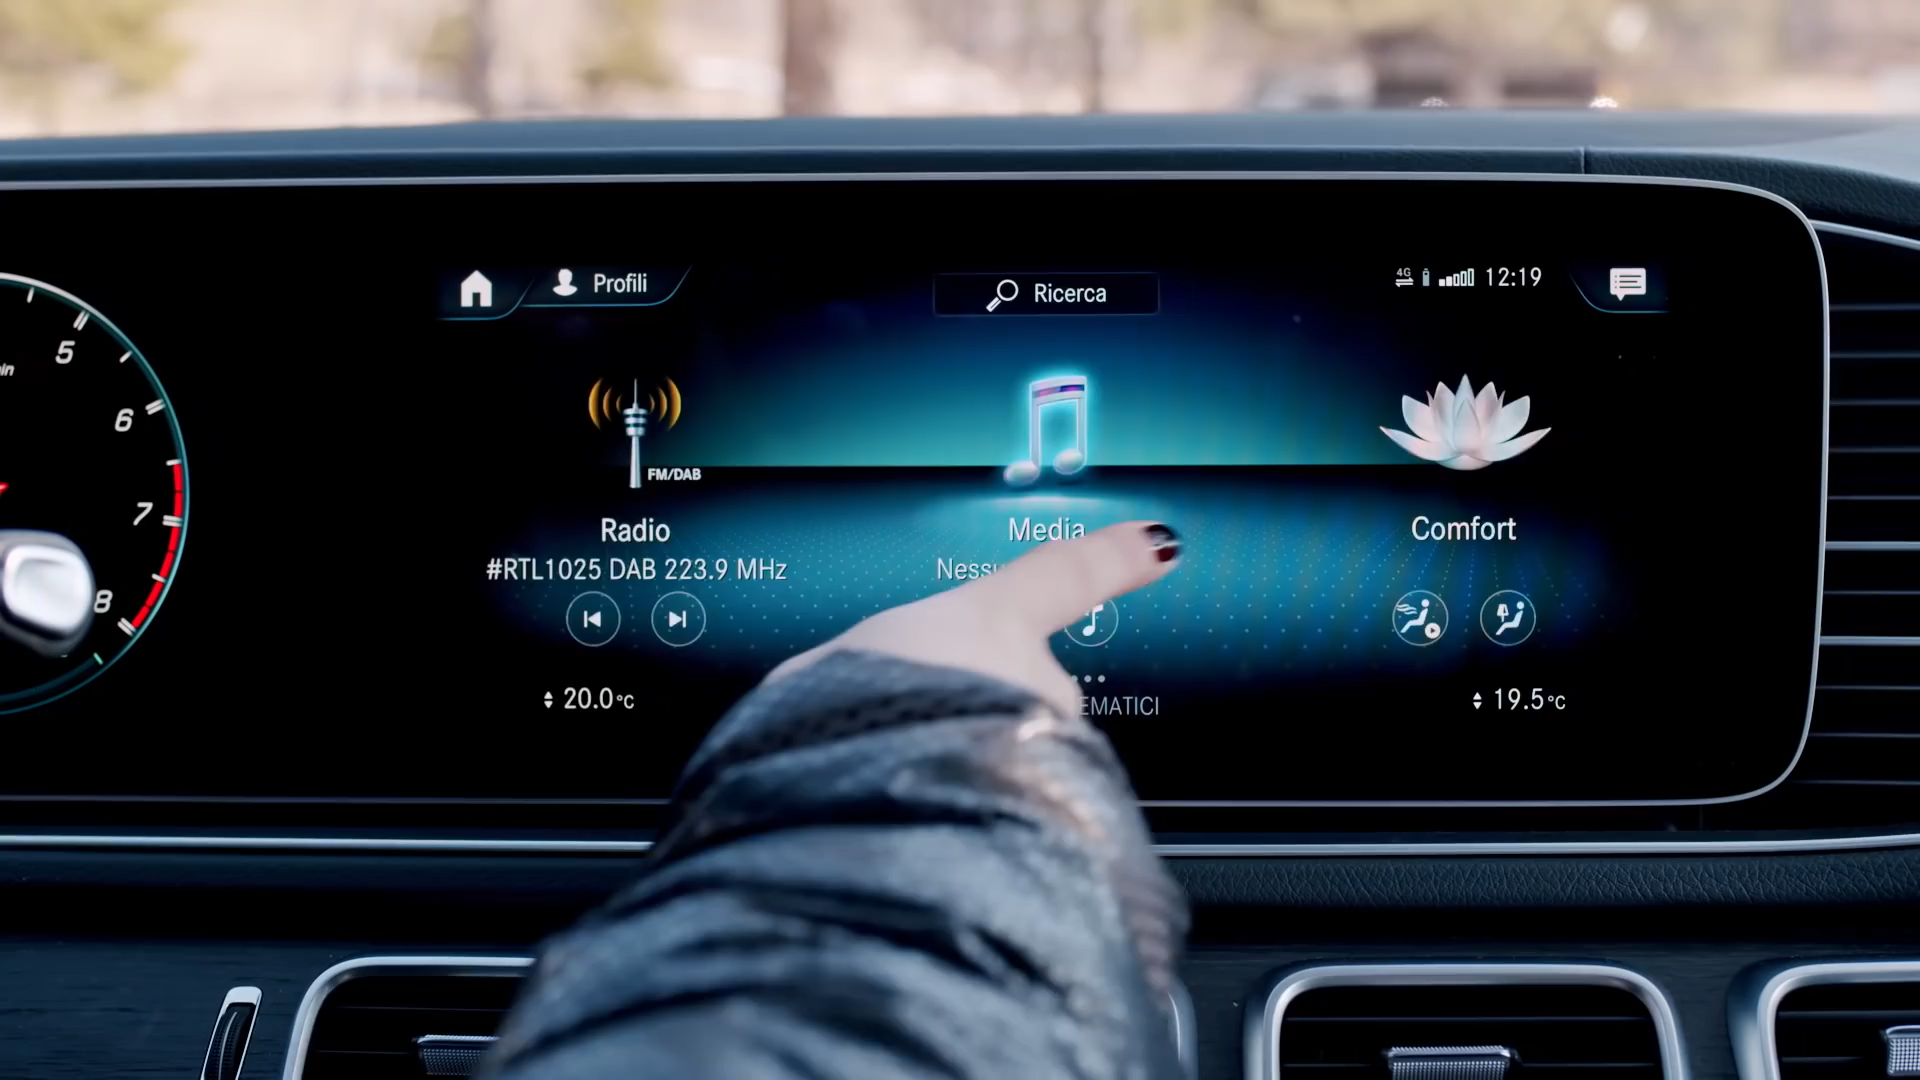 Profili
Ricerca
4G 12:19
5
6
7
8
FM/DAB
Radio
Media
Comfort
#RTL1025 DAB 223.9 MHz
20.0°C
19.5°C